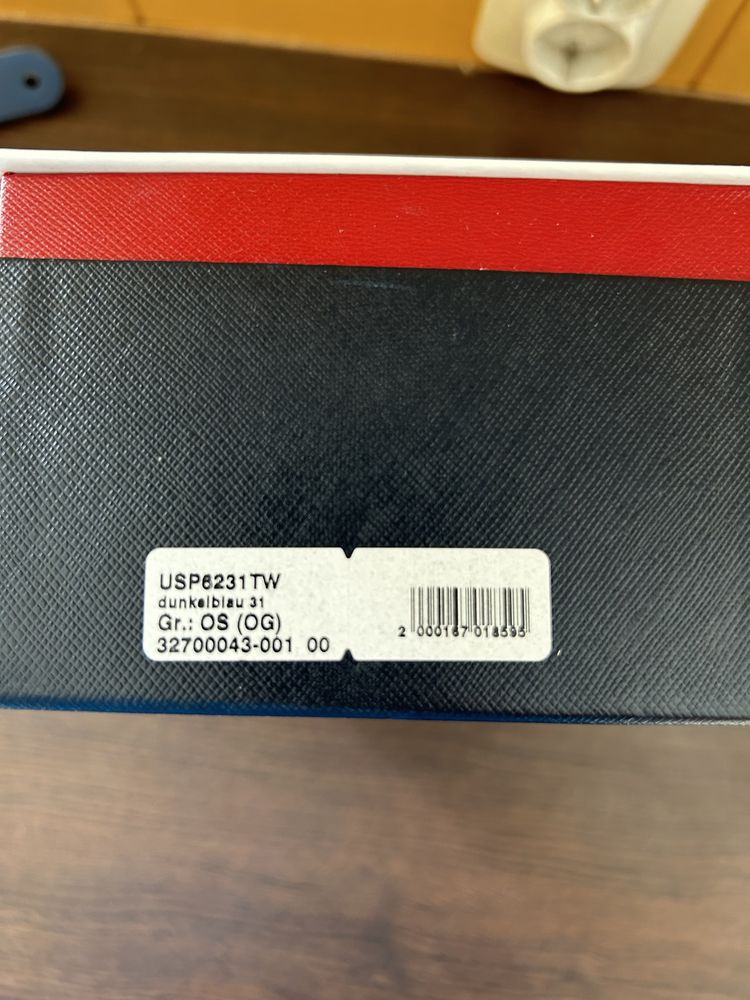 USP6231TW
dunkelblau 31
Gr.: OS (OG)
32700043-001 00
2 000167 018595